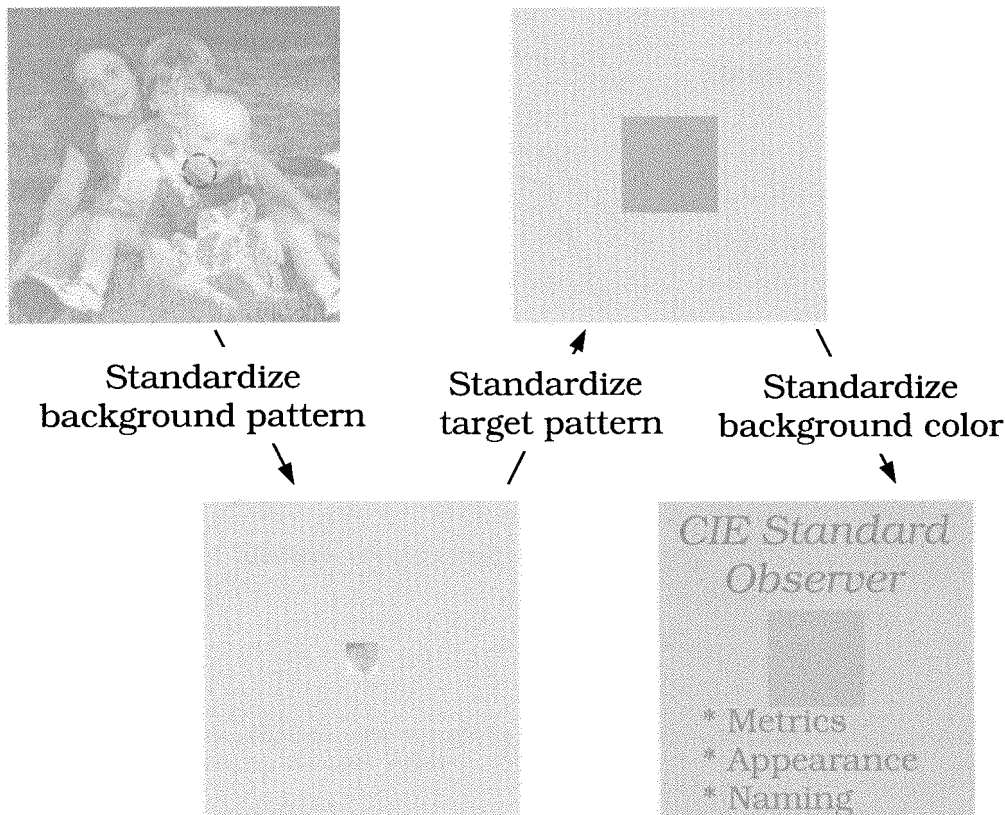 Standardize
background pattern
Standardize
target pattern
Standardize
background color
CIE Standard
Observer
* Metrics
* Appearance
* Naming